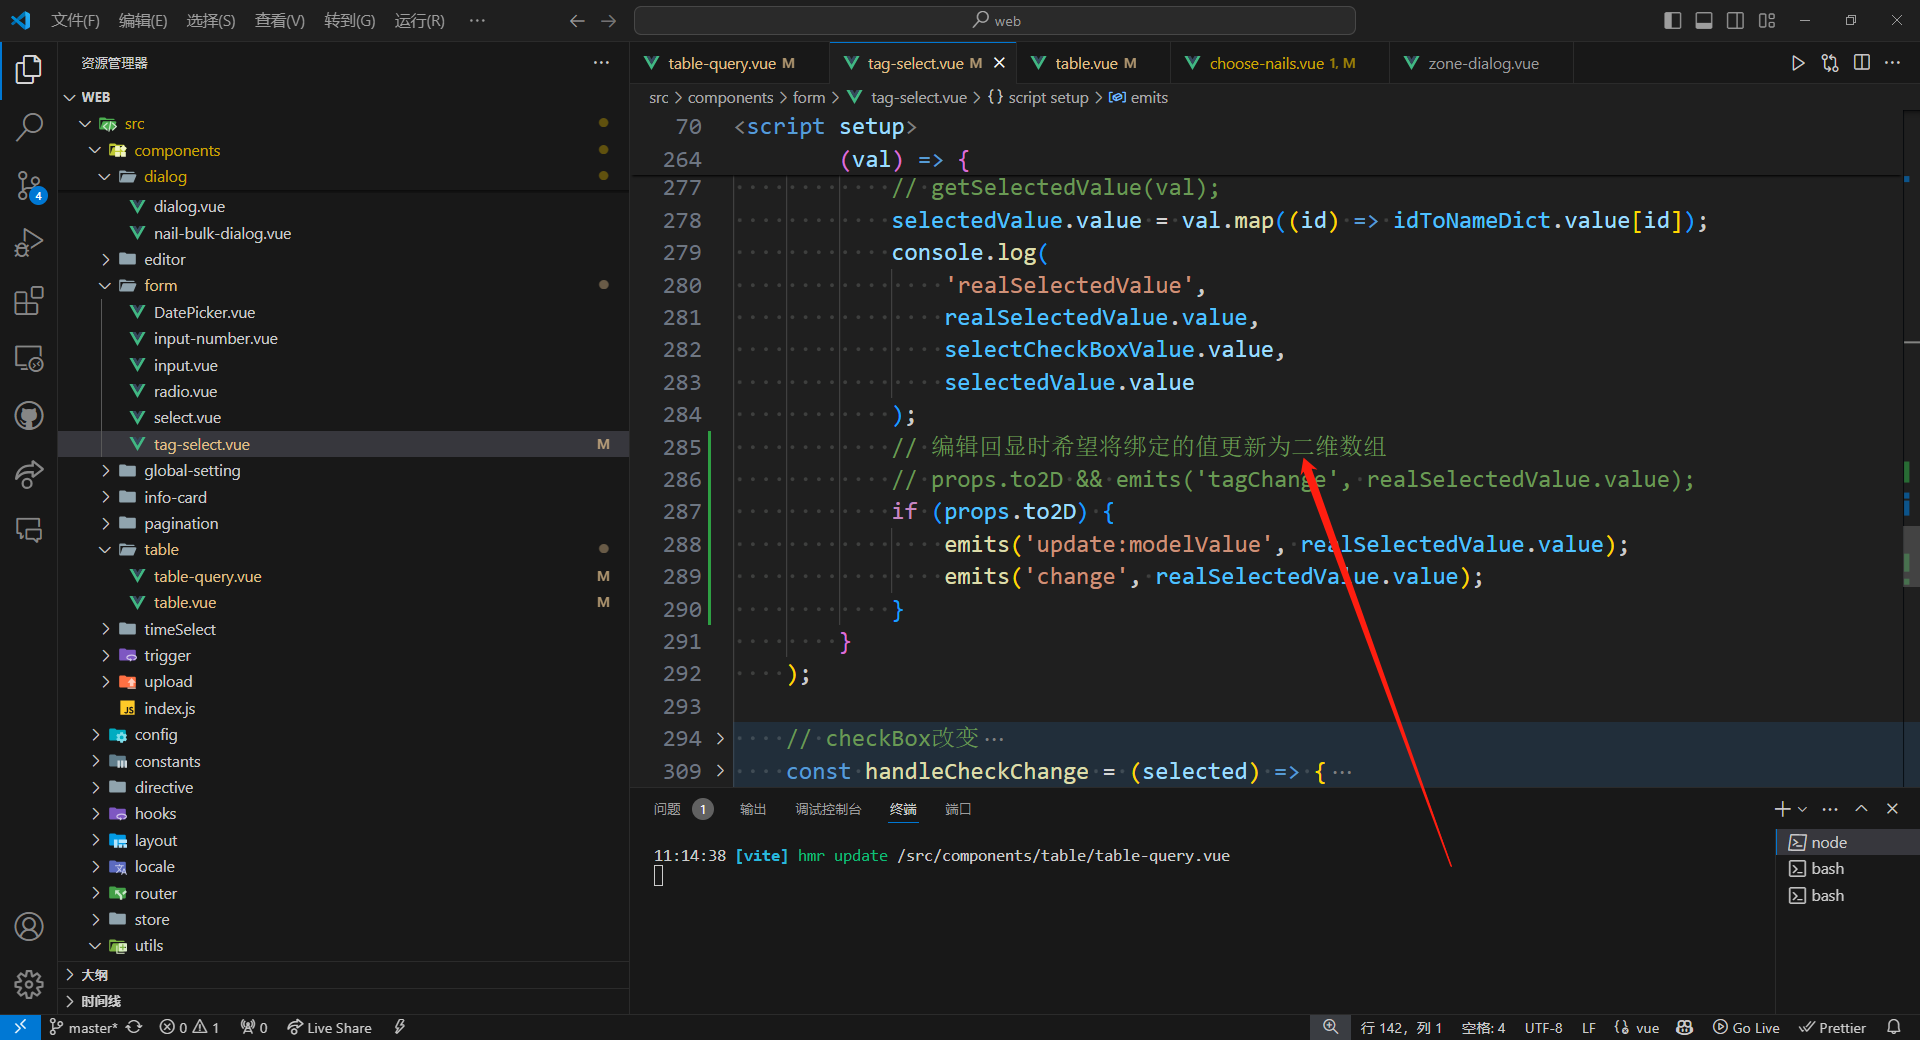 文件(F) 编辑(E) 选择(S) 查看(V) 转到(G) 运行(R) ··· web
资源管理器 ···
WEB
src
components
dialog
dialog.vue
nail-bulk-dialog.vue
editor
form
DatePicker.vue
input-number.vue
input.vue
radio.vue
select.vue
tag-select.vue M
global-setting
info-card
pagination
table
table-query.vue M
table.vue M
timeSelect
trigger
upload
JS index.js
config
constants
directive
hooks
layout
locale
router
store
utils
大纲
时间线
4
table-query.vue M tag-select.vue M table.vue M choose-nails.vue 1, M zone-dialog.vue
src > components > form > tag-select.vue > {} script setup > emits
70 <script setup>
264 (val) => {
277 // getSelectedValue(val);
278 selectedValue.value = val.map((id) => idToNameDict.value[id]);
279 console.log(
280 'realSelectedValue',
281 realSelectedValue.value,
282 selectCheckBoxValue.value,
283 selectedValue.value
284 );
285 // 编辑回显时希望将绑定的值更新为二维数组
286 // props.to2D && emits('tagChange', realSelectedValue.value);
287 if (props.to2D) {
288 emits('update:modelValue', realSelectedValue.value);
289 emits('change', realSelectedValue.value);
290 }
291 }
292 );
293
294 // checkBox改变···
309 const handleCheckChange = (selected) => {···
问题 1 输出 调试控制台 终端 端口
11:14:38 [vite] hmr update /src/components/table/table-query.vue
node
bash
bash
master* 0 1 0 Live Share 行 142，列 1 空格: 4 UTF-8 LF vue Go Live Prettier